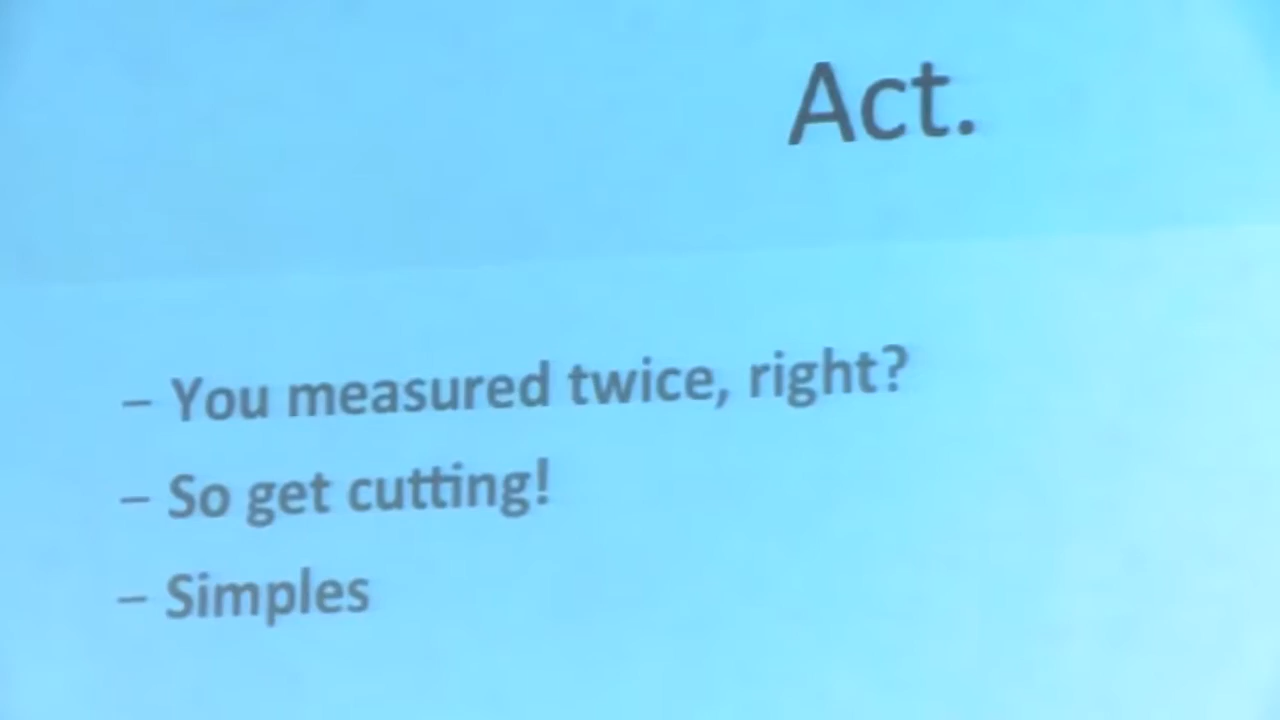 Act.
– You measured twice, right?
– So get cutting!
– Simples